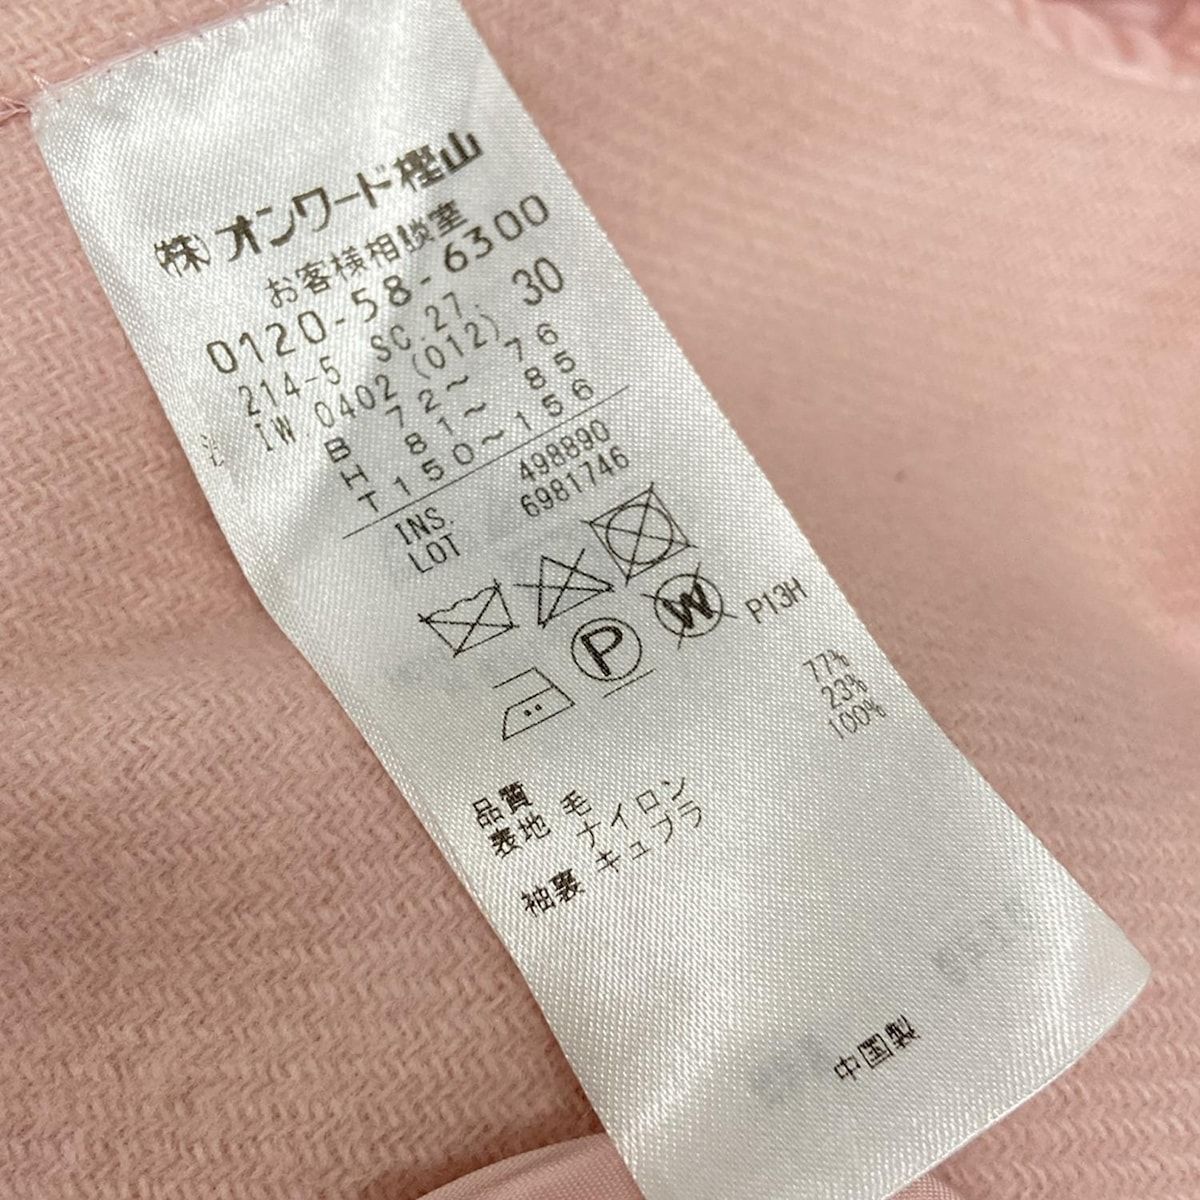 (株)オンワード樫山
お客様相談室
0120-58-6300
214-5 SC.27. 30
IW.0402(012)
B 72~ 76
H 81~ 85
T150~156
INS. 498890
LOT 6981746
P W P13H
品質
表地 毛 77%
ナイロン 23%
袖裏 キュプラ 100%
中国製